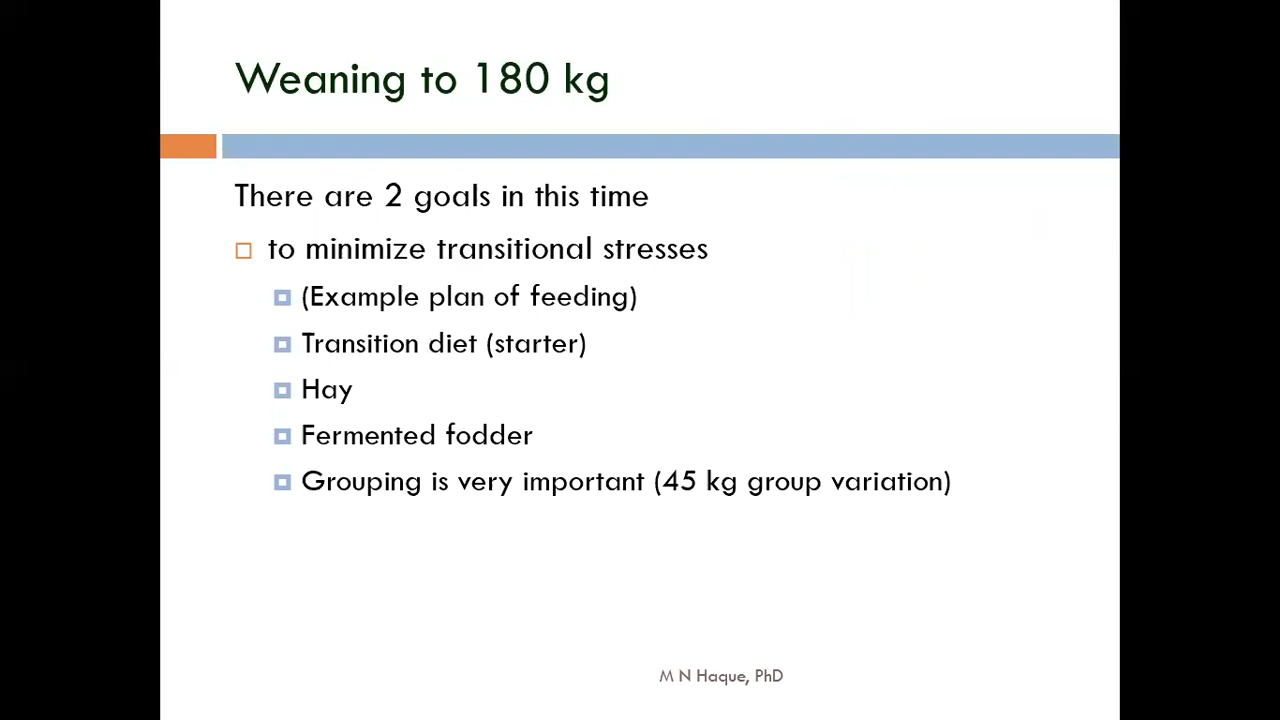 Weaning to 180 kg
There are 2 goals in this time
to minimize transitional stresses
(Example plan of feeding)
Transition diet (starter)
Hay
Fermented fodder
Grouping is very important (45 kg group variation)
M N Haque, PhD